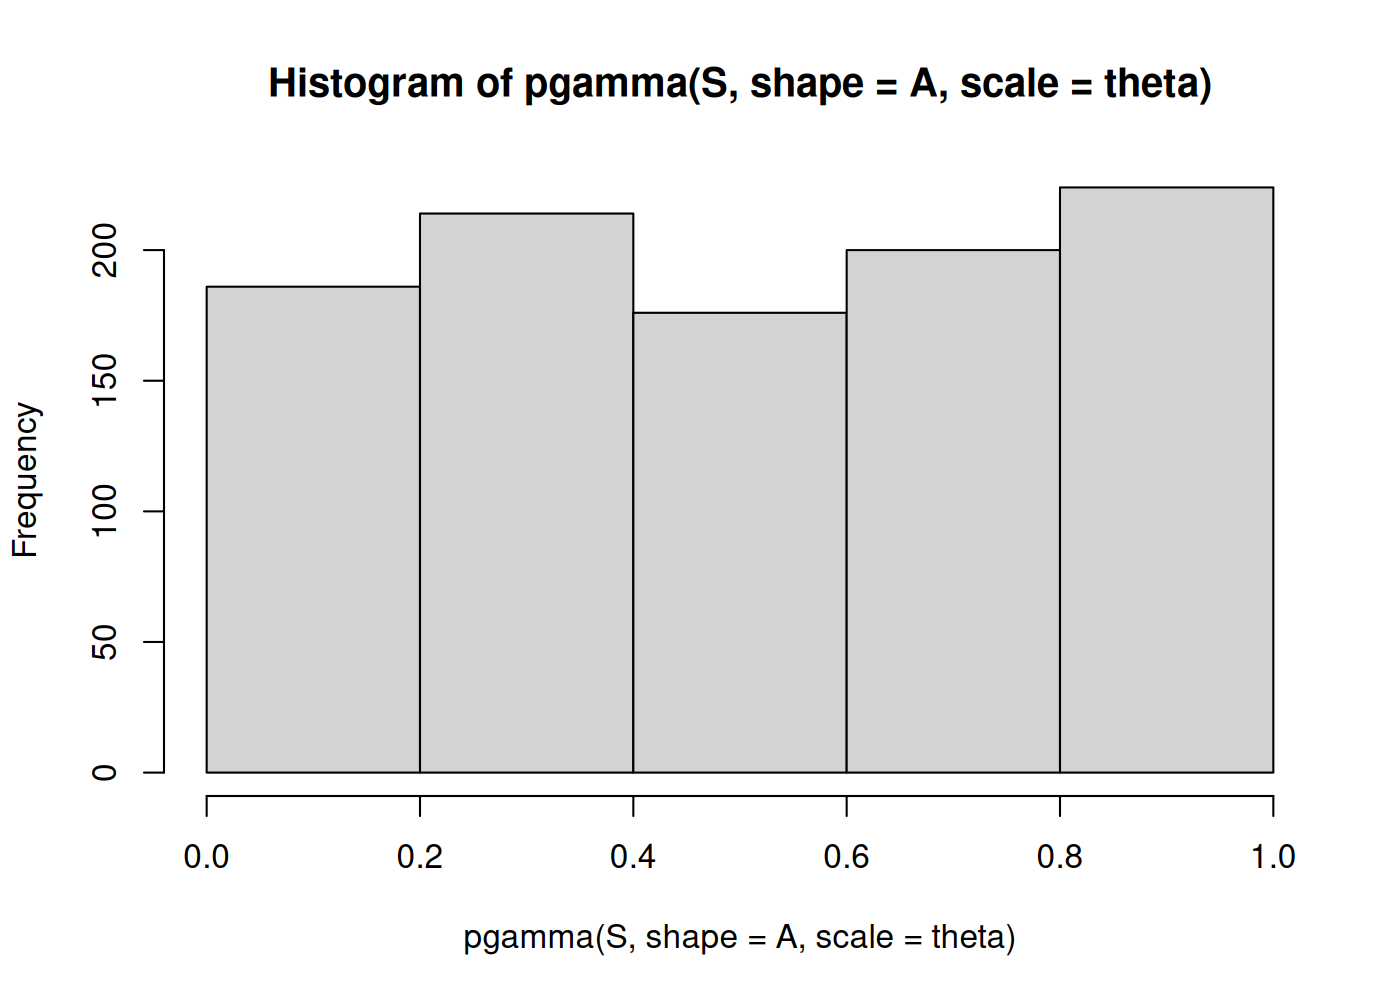 Histogram of pgamma(S, shape = A, scale = theta)
Frequency
200
150
100
50
0
0.0 0.2 0.4 0.6 0.8 1.0
pgamma(S, shape = A, scale = theta)